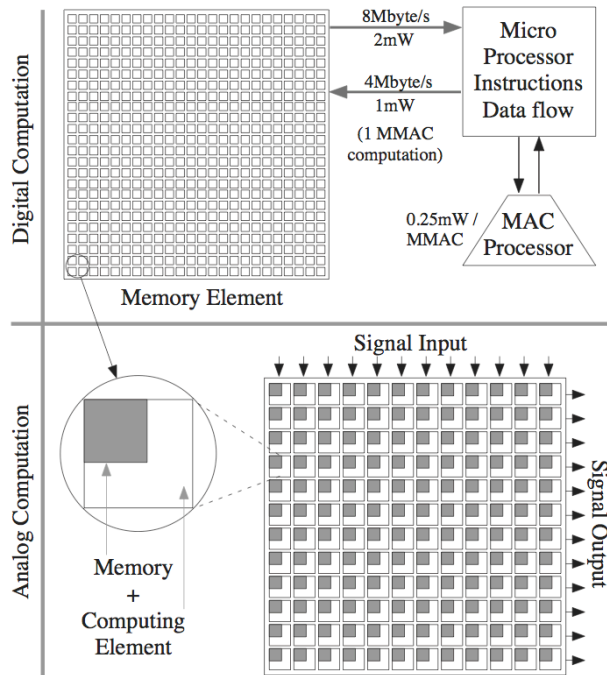 Digital Computation
8Mbyte/s
2mW
4Mbyte/s
1mW
(1 MMAC
computation)
Micro
Processor
Instructions
Data flow
0.25mW /
MMAC
MAC
Processor
Memory Element
Analog Computation
Signal Input
Signal Output
Memory
+
Computing
Element